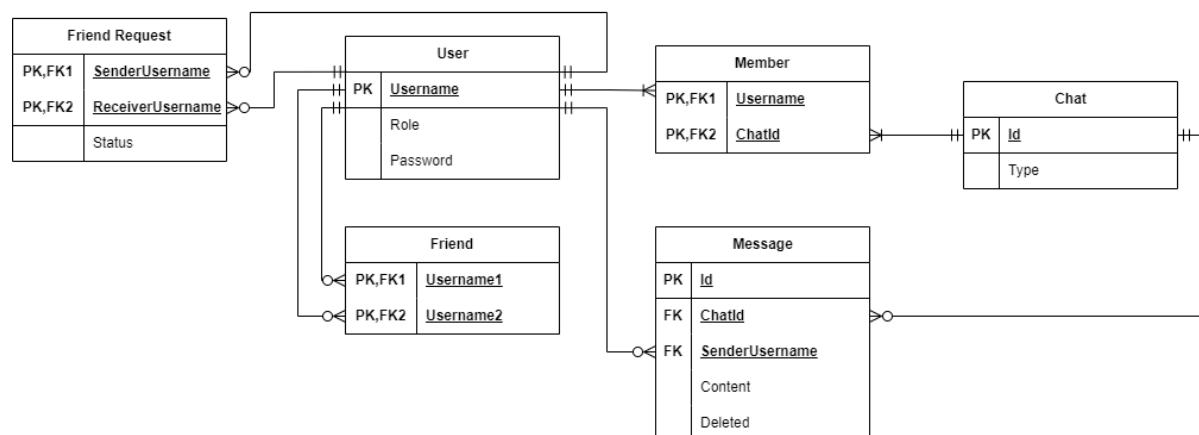 Friend Request
PK,FK1 SenderUsername
PK,FK2 ReceiverUsername
Status
User
PK Username
Role
Password
Member
PK,FK1 Username
PK,FK2 ChatId
Chat
PK Id
Type
Friend
PK,FK1 Username1
PK,FK2 Username2
Message
PK Id
FK ChatId
FK SenderUsername
Content
Deleted